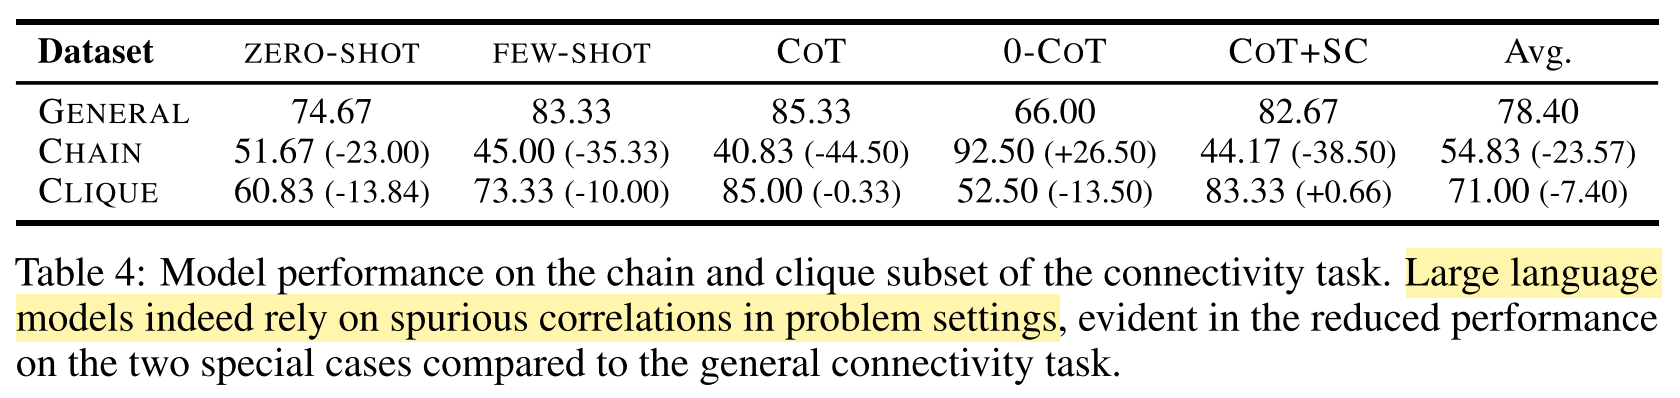 Dataset ZERO-SHOT FEW-SHOT COT 0-COT COT+SC Avg.
GENERAL 74.67 83.33 85.33 66.00 82.67 78.40
CHAIN 51.67 (-23.00) 45.00 (-35.33) 40.83 (-44.50) 92.50 (+26.50) 44.17 (-38.50) 54.83 (-23.57)
CLIQUE 60.83 (-13.84) 73.33 (-10.00) 85.00 (-0.33) 52.50 (-13.50) 83.33 (+0.66) 71.00 (-7.40)
Table 4: Model performance on the chain and clique subset of the connectivity task. Large language
models indeed rely on spurious correlations in problem settings, evident in the reduced performance
on the two special cases compared to the general connectivity task.